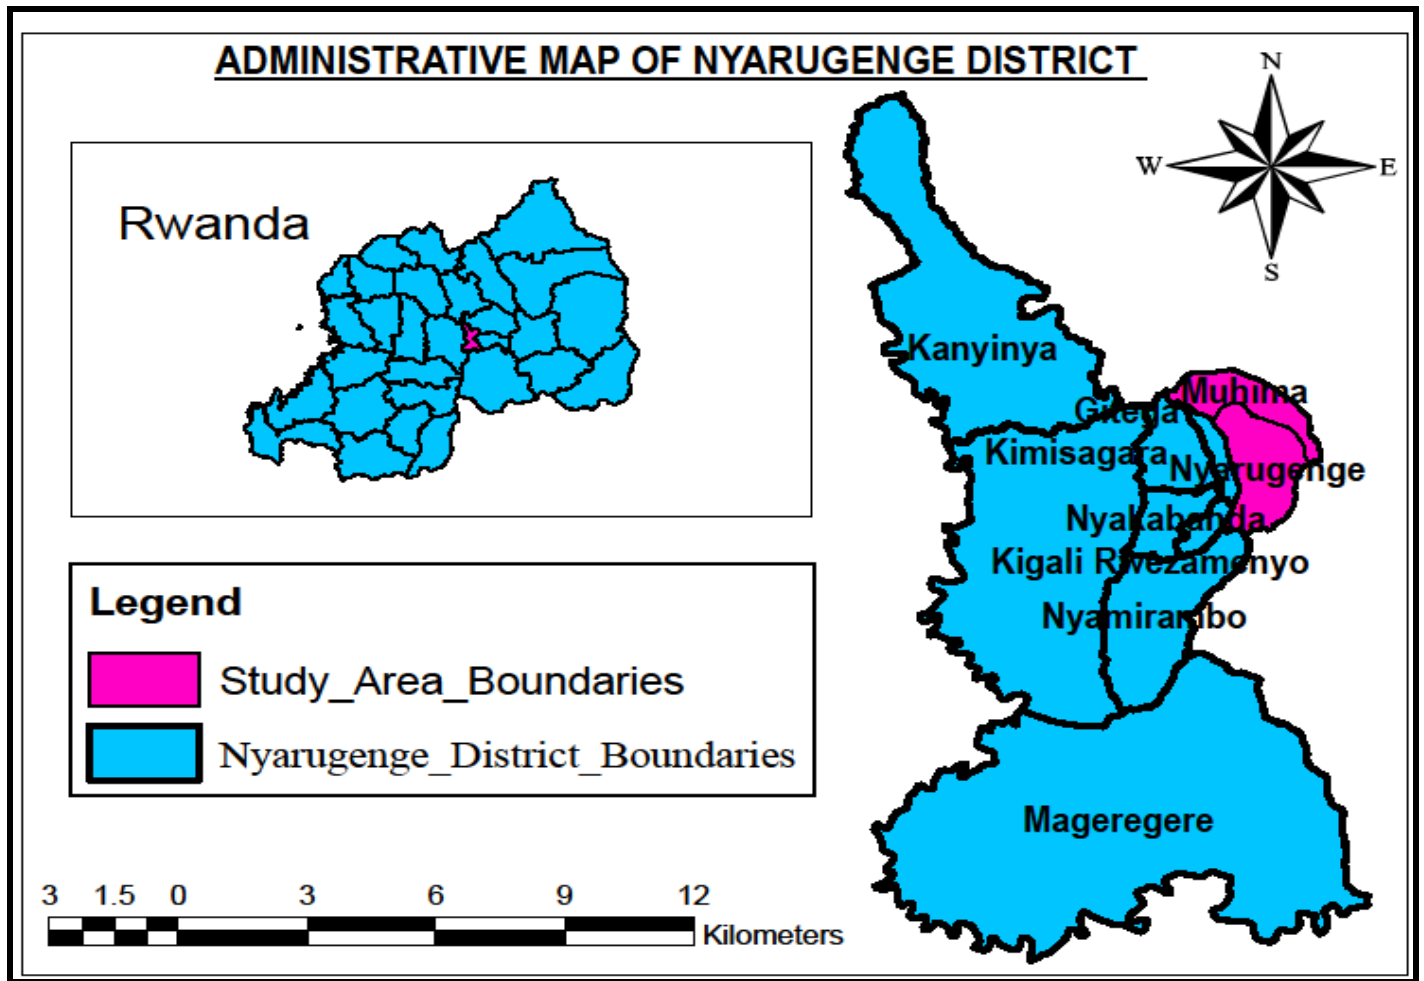 ADMINISTRATIVE MAP OF NYARUGENGE DISTRICT
N
W
E
S
Rwanda
Kanyinya
Muhima
Gitega
Kimisagara
Nyarugenge
Nyakabanda
Kigali Rwezamenyo
Nyamirambo
Mageregere
Legend
Study_Area_Boundaries
Nyarugenge_District_Boundaries
3 1.5 0 3 6 9 12
Kilometers